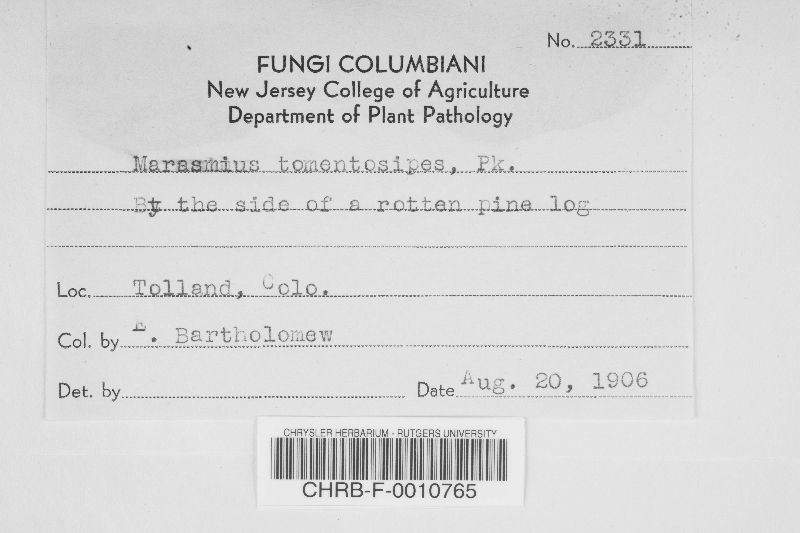 No. 2331
FUNGI COLUMBIANI
New Jersey College of Agriculture
Department of Plant Pathology
Marasmius tomentosipes, Pk.
By the side of a rotten pine log
Loc. Tolland, Colo.
Col. by E. Bartholomew
Det. by
Date Aug. 20, 1906
CHRYSLER HERBARIUM - RUTGERS UNIVERSITY
CHRB-F-0010765